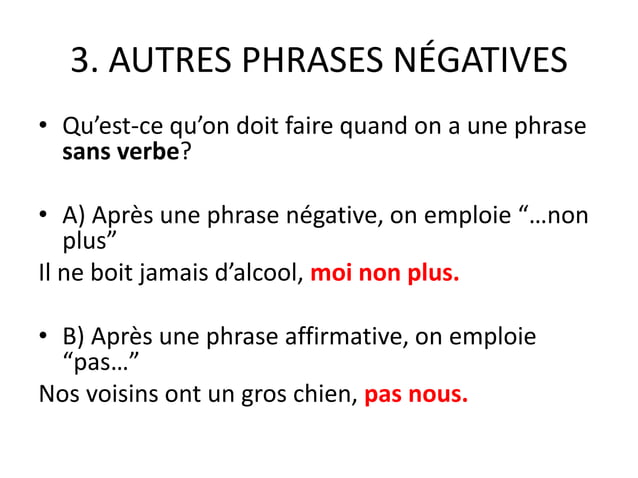 3. AUTRES PHRASES NÉGATIVES
• Qu’est-ce qu’on doit faire quand on a une phrase
sans verbe?
• A) Après une phrase négative, on emploie “…non
plus”
Il ne boit jamais d’alcool, moi non plus.
• B) Après une phrase affirmative, on emploie
“pas…”
Nos voisins ont un gros chien, pas nous.